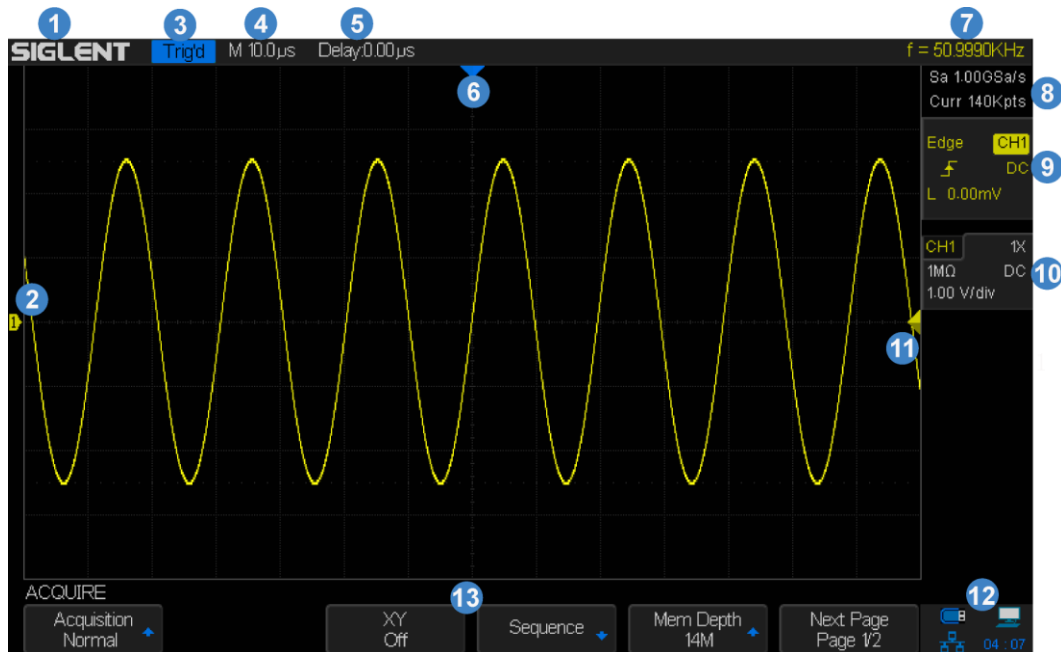 1
3
4
5
7
SIGLENT
Trig'd
M 10.0µs
Delay:0.00µs
f = 50.9990KHz
6
Sa 1.00GSa/s
Curr 140Kpts
8
Edge
CH1
DC
9
L 0.00mV
CH1
1X
1MΩ
DC
10
1.00 V/div
2
1
11
ACQUIRE
13
12
Acquisition
Normal
XY
Off
Sequence
Mem Depth
14M
Next Page
Page 1/2
04 : 07